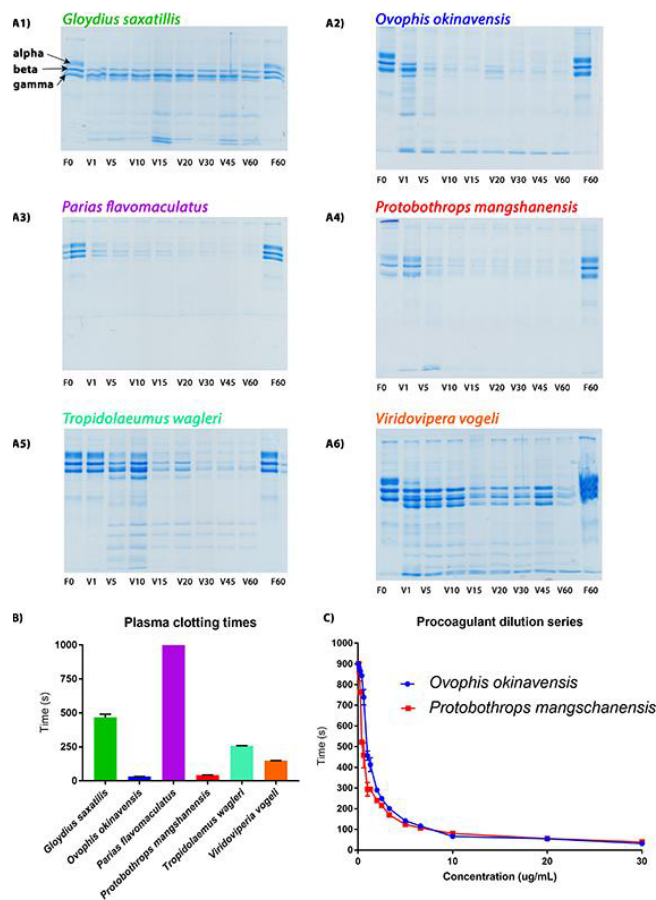 A1) Gloydius saxatillis
alpha
beta
gamma
F0 V1 V5 V10 V15 V20 V30 V45 V60 F60
A2) Ovophis okinavensis
F0 V1 V5 V10 V15 V20 V30 V45 V60 F60
A3) Parias flavomaculatus
F0 V1 V5 V10 V15 V20 V30 V45 V60 F60
A4) Protobothrops mangshanensis
F0 V1 V5 V10 V15 V20 V30 V45 V60 F60
A5) Tropidolaeumus wagleri
F0 V1 V5 V10 V15 V20 V30 V45 V60 F60
A6) Viridovipera vogeli
F0 V1 V5 V10 V15 V20 V30 V45 V60 F60
B) Plasma clotting times
Time (s)
1000
750
500
250
0
Gloydius saxatilis
Ovophis okinavensis
Parias flavomaculatus
Protobothrops mangshanensis
Tropidolaemus wagleri
Viridoviperia vogeli
C) Procoagulant dilution series
Time (s)
1000
900
800
700
600
500
400
300
200
100
0
Ovophis okinavensis
Protobothrops mangschanensis
0 10 20 30
Concentration (ug/mL)